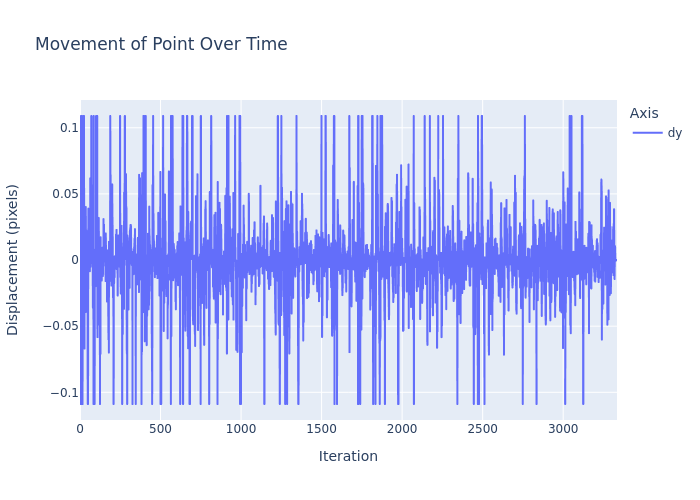 Movement of Point Over Time
Axis
dy
0.1
0.05
0
−0.05
−0.1
Displacement (pixels)
0 500 1000 1500 2000 2500 3000
Iteration